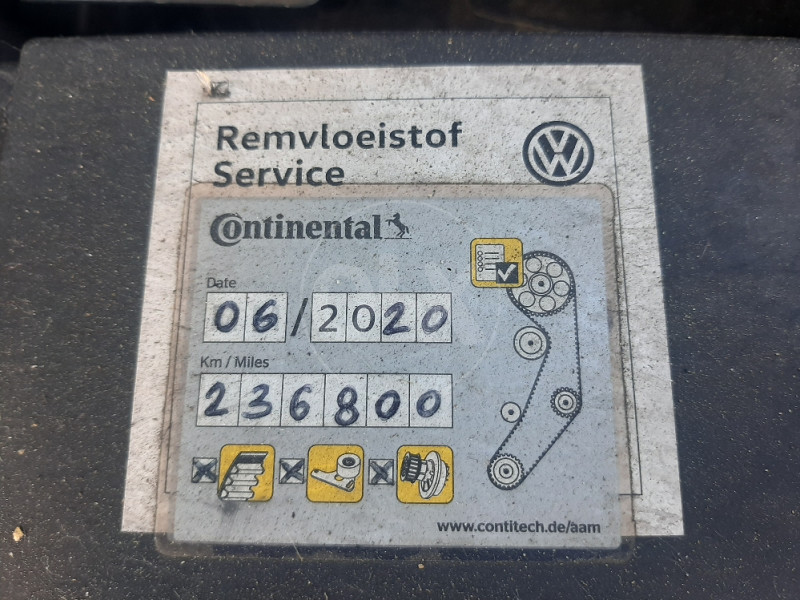 Remvloeistof
Service
Continental
Date
06/2020
Km / Miles
236800
www.contitech.de/aam